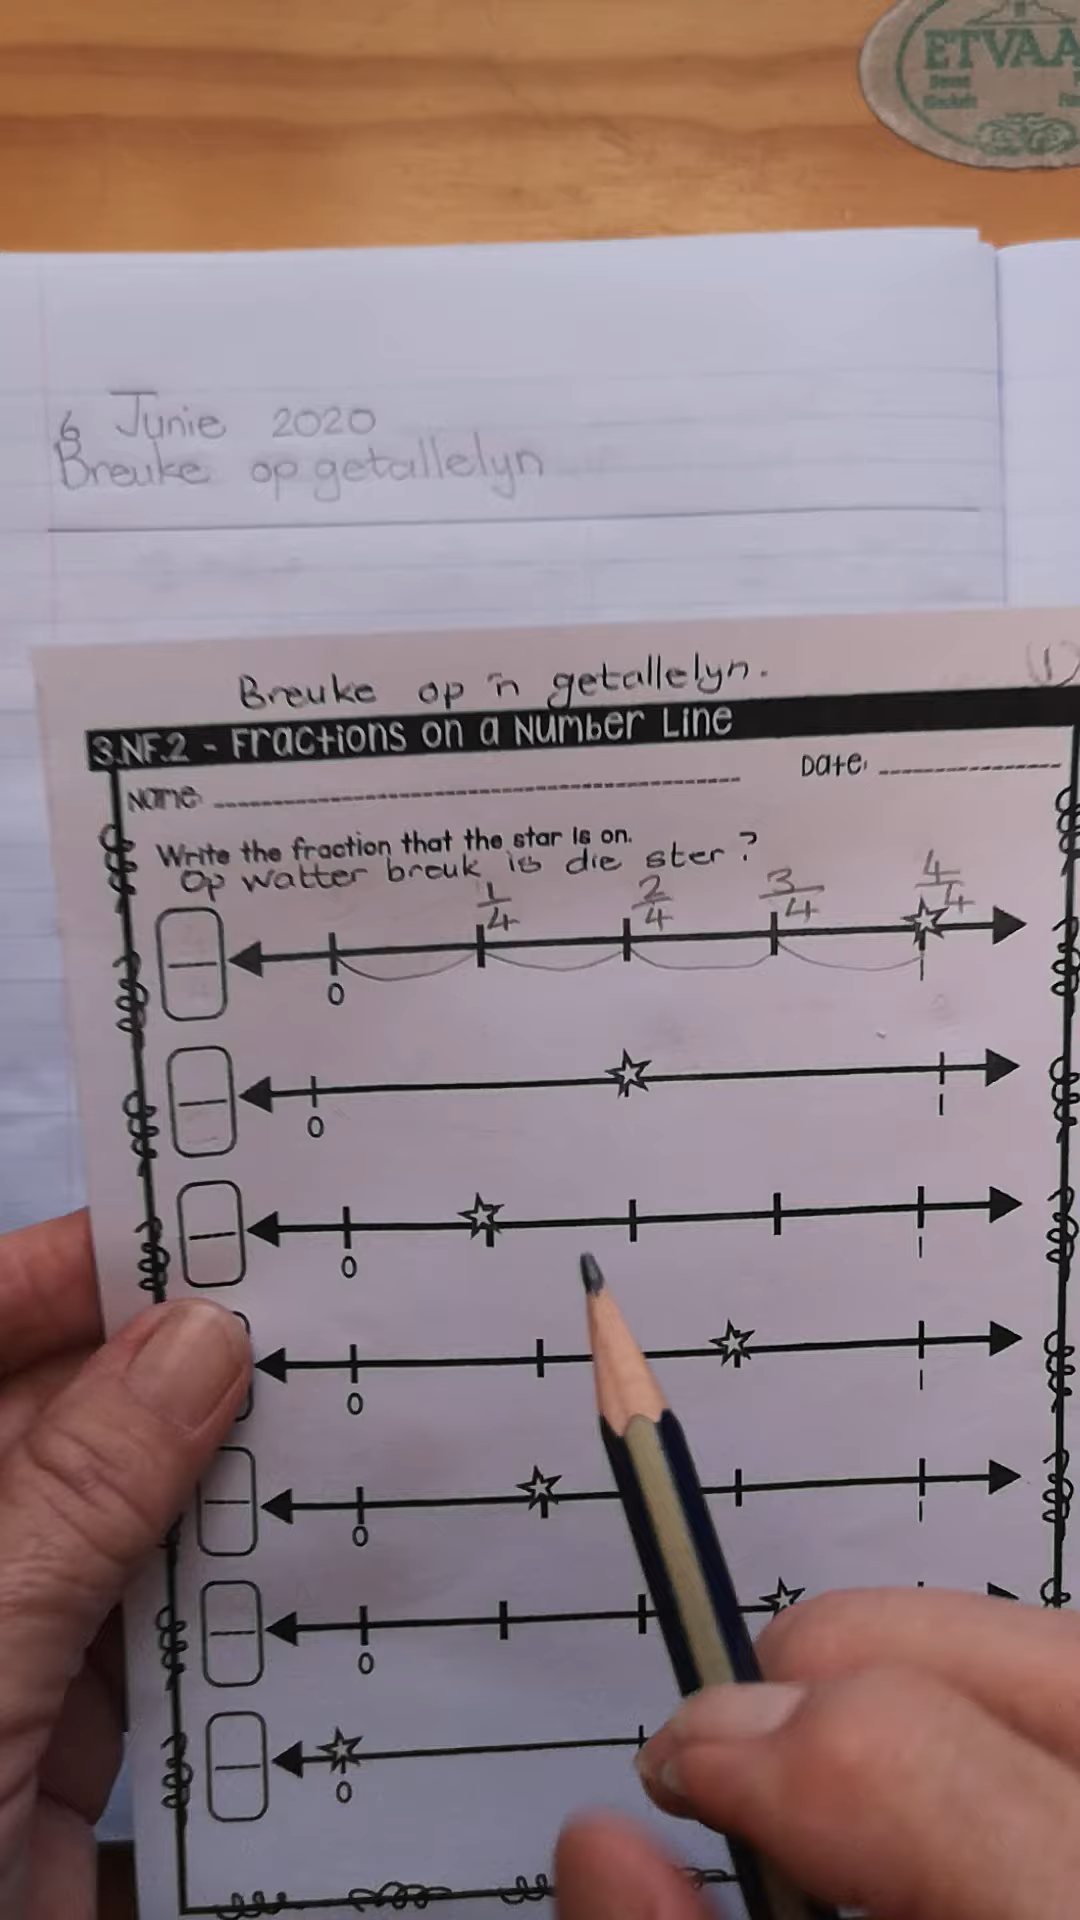 ETVAA
6 Junie 2020
Breuke op getallelyn
Breuke op 'n getallelyn.
(1)
3.NF.2 - Fractions on a Number Line
Name:
Date:
Write the fraction that the star is on.
Op watter breuk is die ster?
1/4 2/4 3/4 4/4
0 1
0 1
0 1
0 1
0 1
0
0